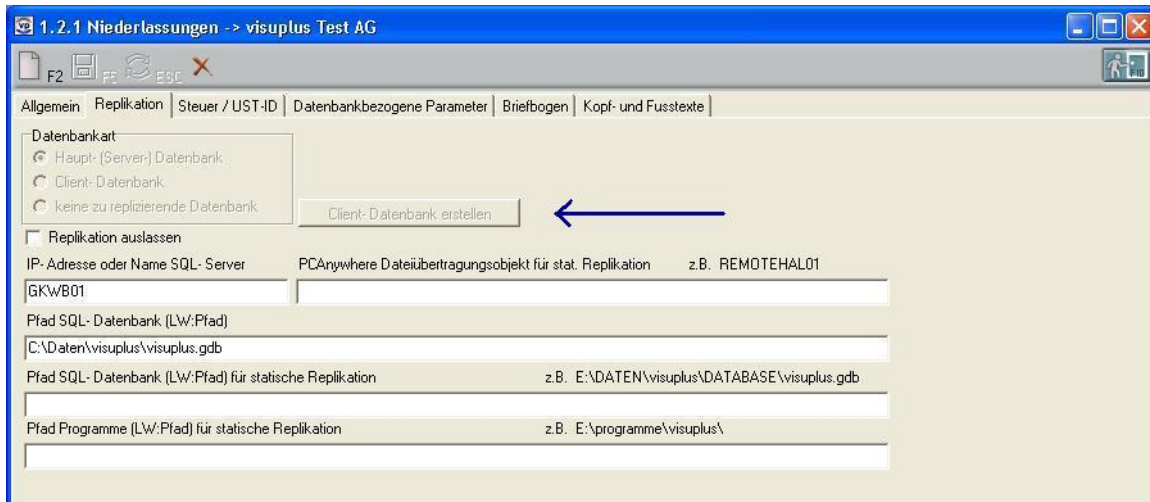 1.2.1 Niederlassungen -> visuplus Test AG
F2 F5 ESC F10
Allgemein Replikation Steuer / UST-ID Datenbankbezogene Parameter Briefbogen Kopf- und Fusstexte
Datenbankart
Haupt- (Server-) Datenbank
Client- Datenbank
keine zu replizierende Datenbank
Client- Datenbank erstellen
Replikation auslassen
IP- Adresse oder Name SQL- Server PCAnywhere Dateiübertragungsobjekt für stat. Replikation z.B. REMOTEHAL01
GKWB01
Pfad SQL- Datenbank (LW:Pfad)
C:\Daten\visuplus\visuplus.gdb
Pfad SQL- Datenbank (LW:Pfad) für statische Replikation z.B. E:\DATEN\visuplus\DATABASE\visuplus.gdb
Pfad Programme (LW:Pfad) für statische Replikation z.B. E:\programme\visuplus\